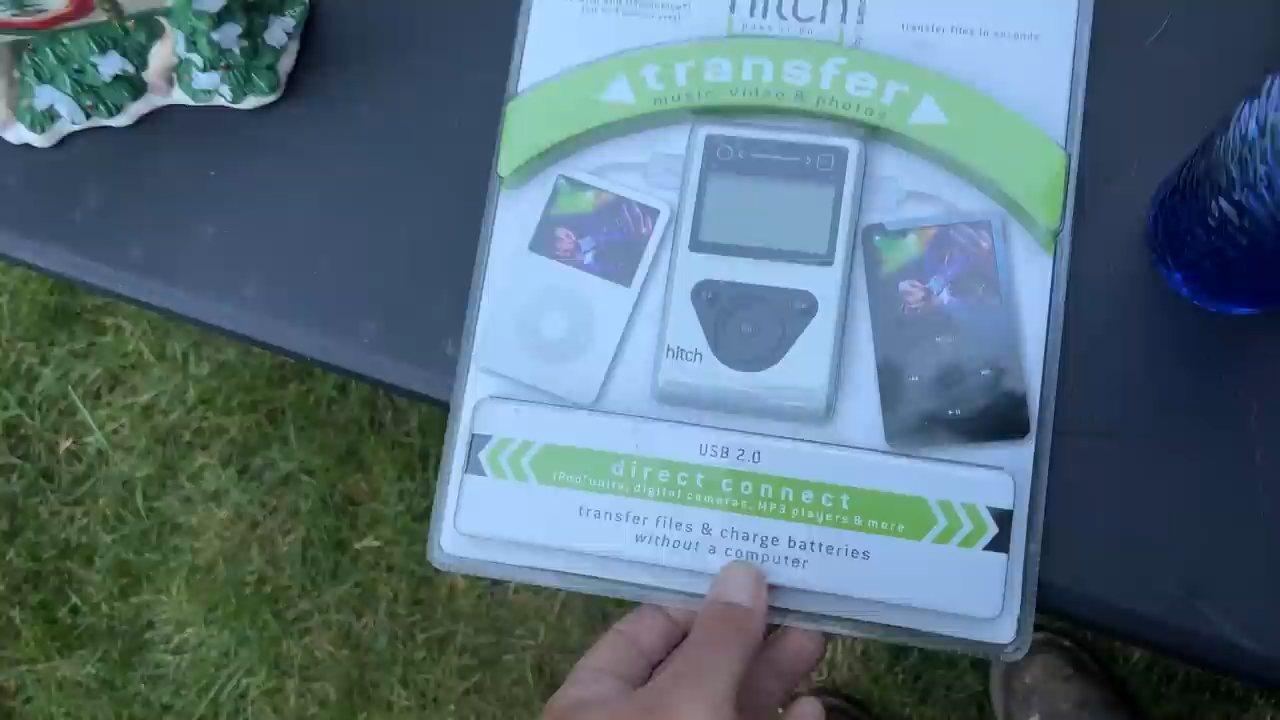 hitch
transfer files in seconds
transfer
music, video & photos
hitch
USB 2.0
direct connect
iPod® units, digital cameras, MP3 players & more
transfer files & charge batteries
without a computer